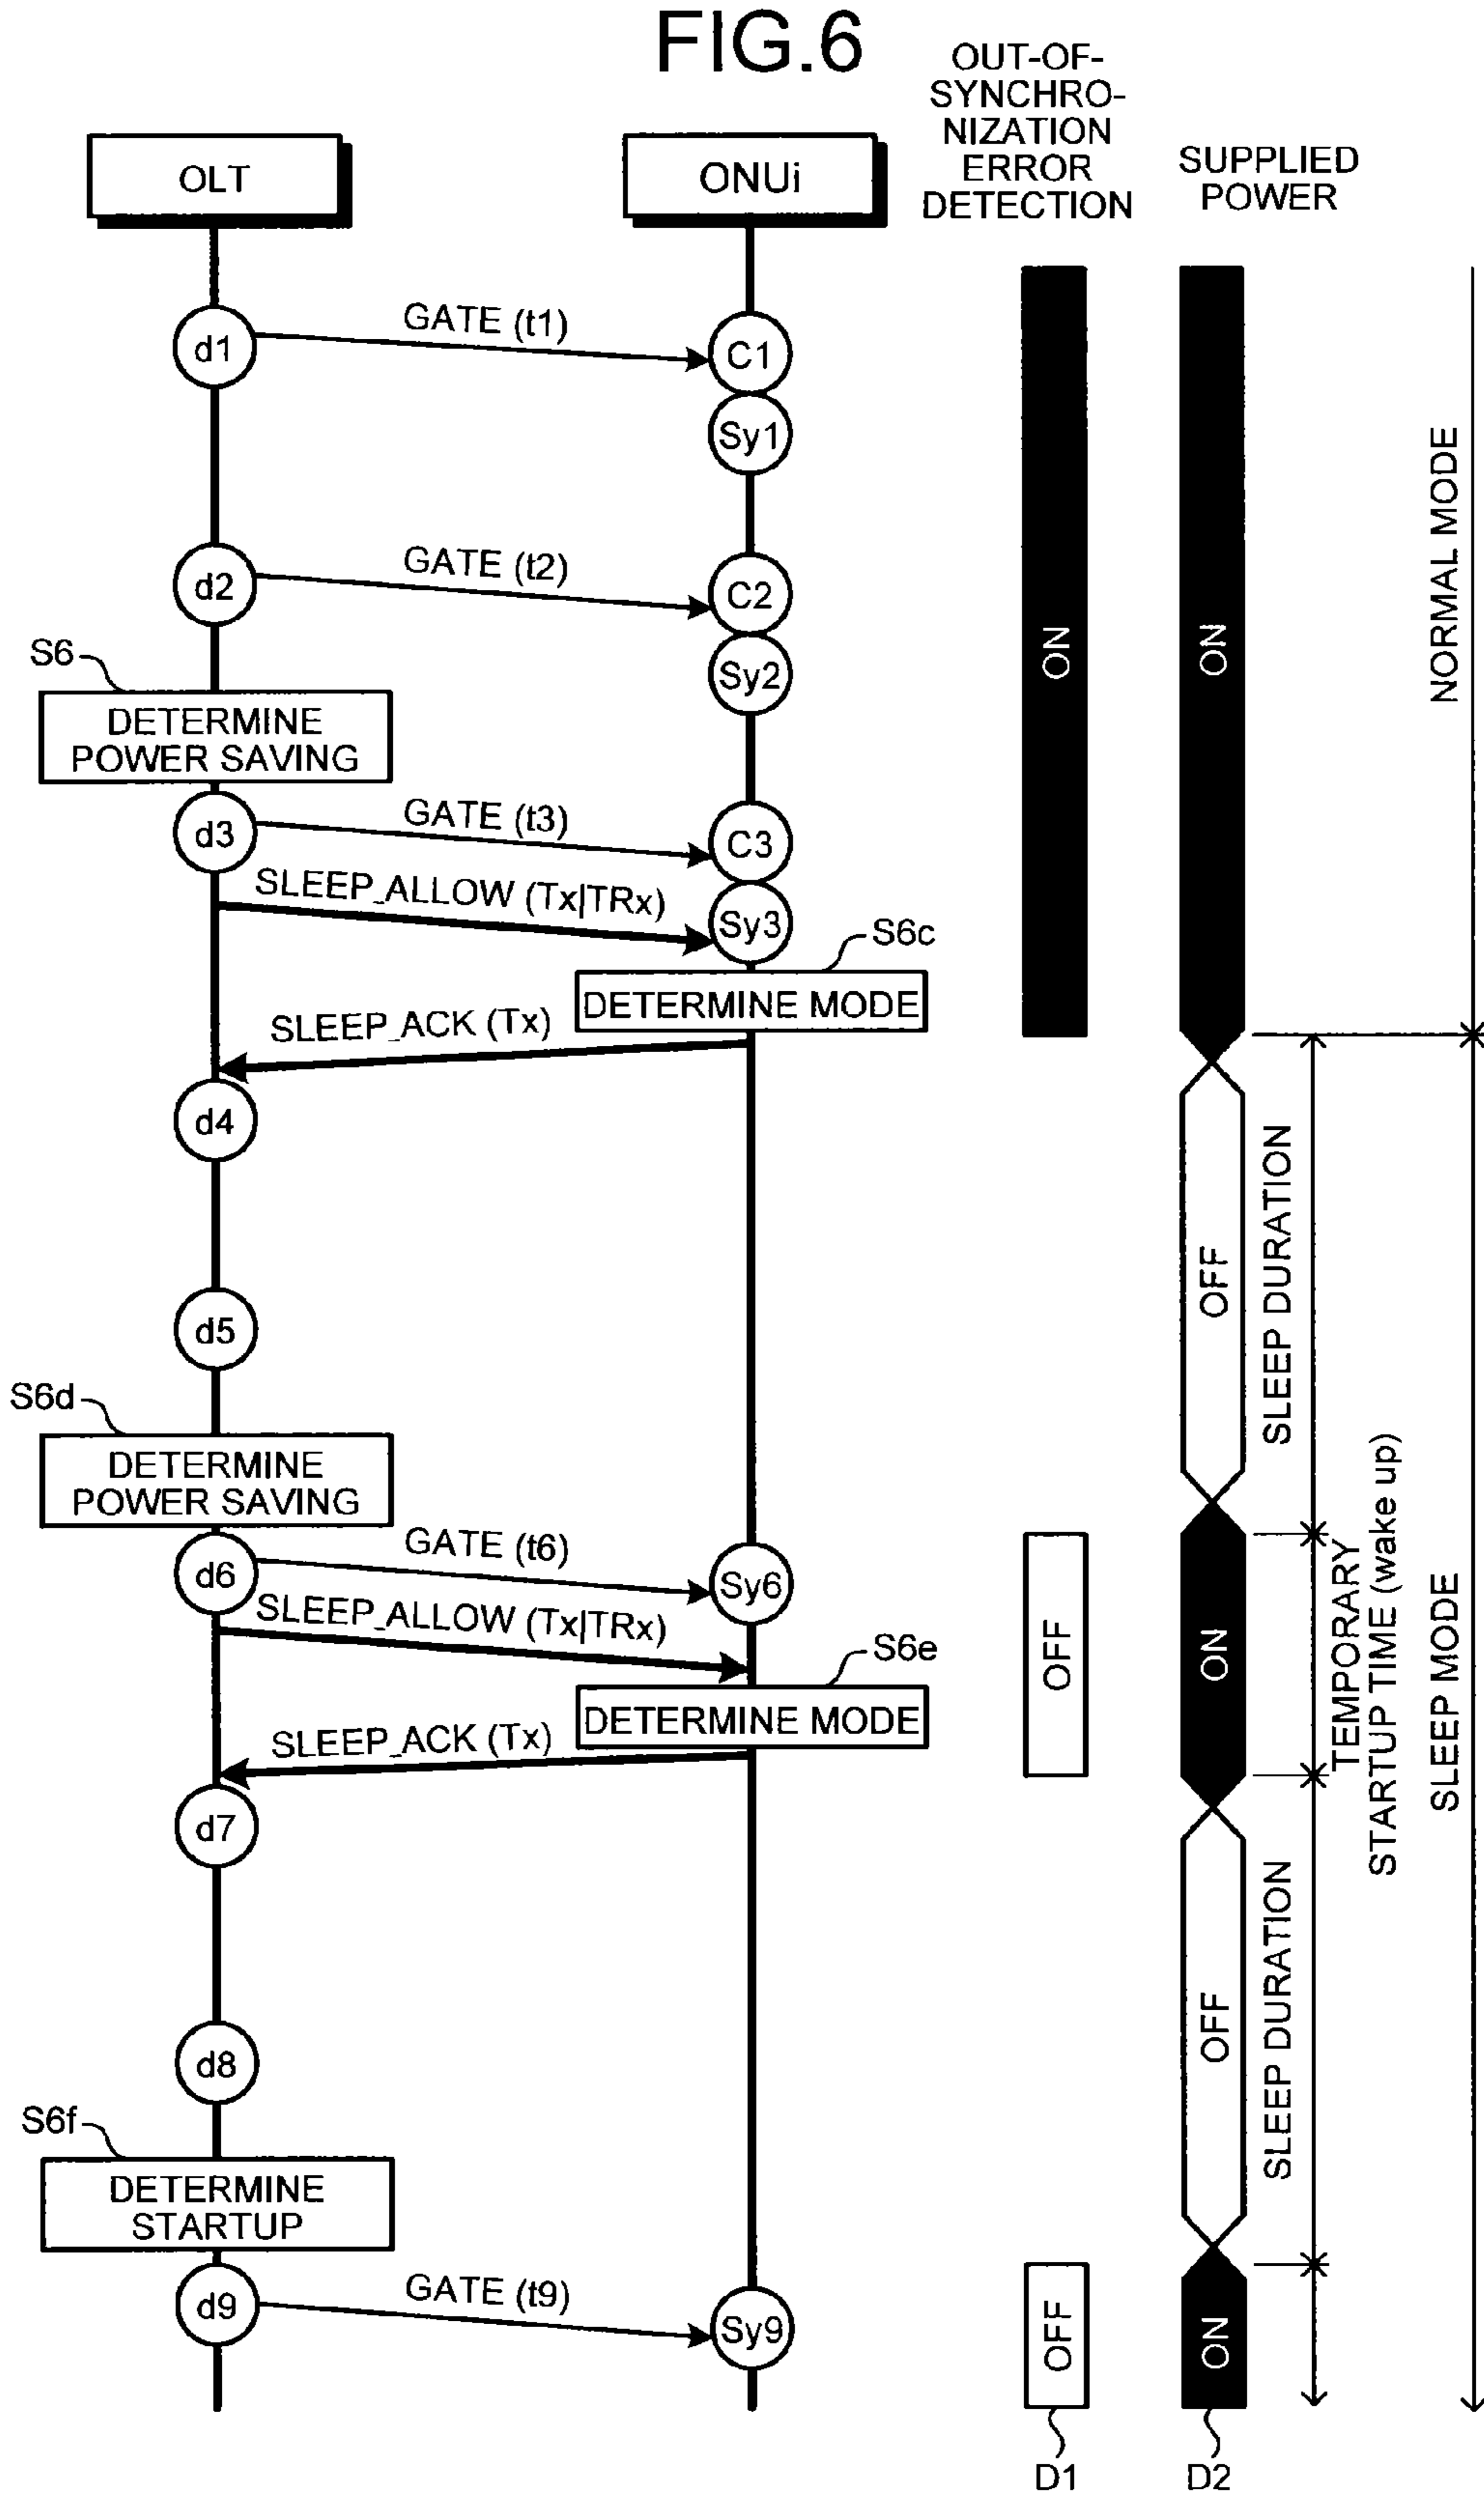 FIG.6
OUT-OF-
SYNCHRO-
NIZATION
ERROR
DETECTION
SUPPLIED
POWER
OLT
ONUi
d1
GATE (t1)
C1
Sy1
d2
GATE (t2)
C2
Sy2
ON
ON
NORMAL MODE
S6
DETERMINE
POWER SAVING
d3
GATE (t3)
C3
SLEEP_ALLOW (Tx|TRx)
Sy3
S6c
DETERMINE MODE
SLEEP_ACK (Tx)
d4
OFF
SLEEP DURATION
d5
S6d
DETERMINE
POWER SAVING
d6
GATE (t6)
Sy6
SLEEP_ALLOW (Tx|TRx)
S6e
DETERMINE MODE
SLEEP_ACK (Tx)
OFF
ON
TEMPORARY
STARTUP TIME (wake up)
SLEEP MODE
d7
OFF
SLEEP DURATION
d8
S6f
DETERMINE
STARTUP
d9
GATE (t9)
Sy9
OFF
ON
D1
D2